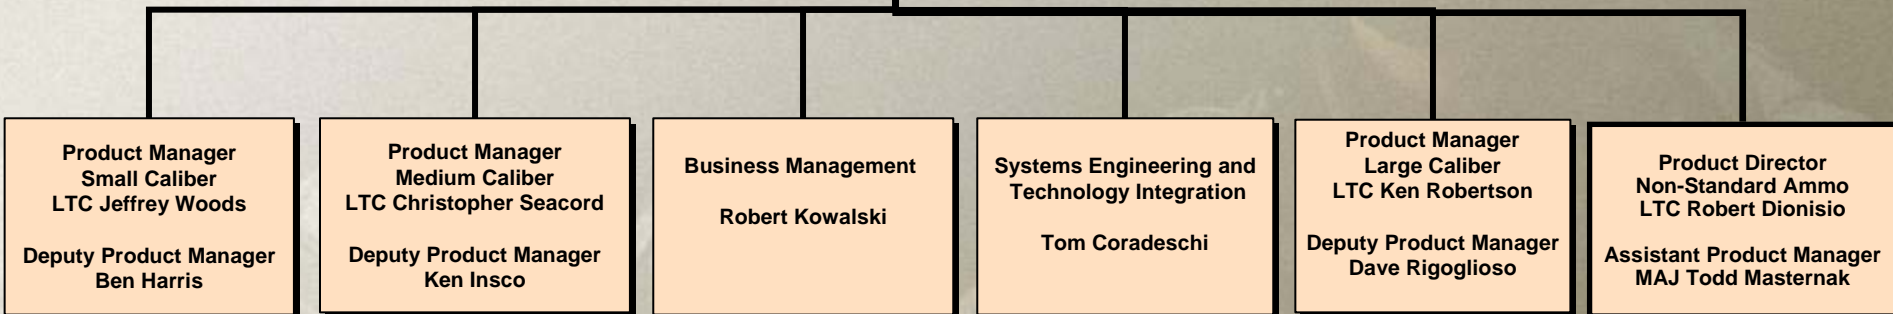 Product Manager
Small Caliber
LTC Jeffrey Woods
Deputy Product Manager
Ben Harris
Product Manager
Medium Caliber
LTC Christopher Seacord
Deputy Product Manager
Ken Insco
Business Management
Robert Kowalski
Systems Engineering and
Technology Integration
Tom Coradeschi
Product Manager
Large Caliber
LTC Ken Robertson
Deputy Product Manager
Dave Rigoglioso
Product Director
Non-Standard Ammo
LTC Robert Dionisio
Assistant Product Manager
MAJ Todd Masternak